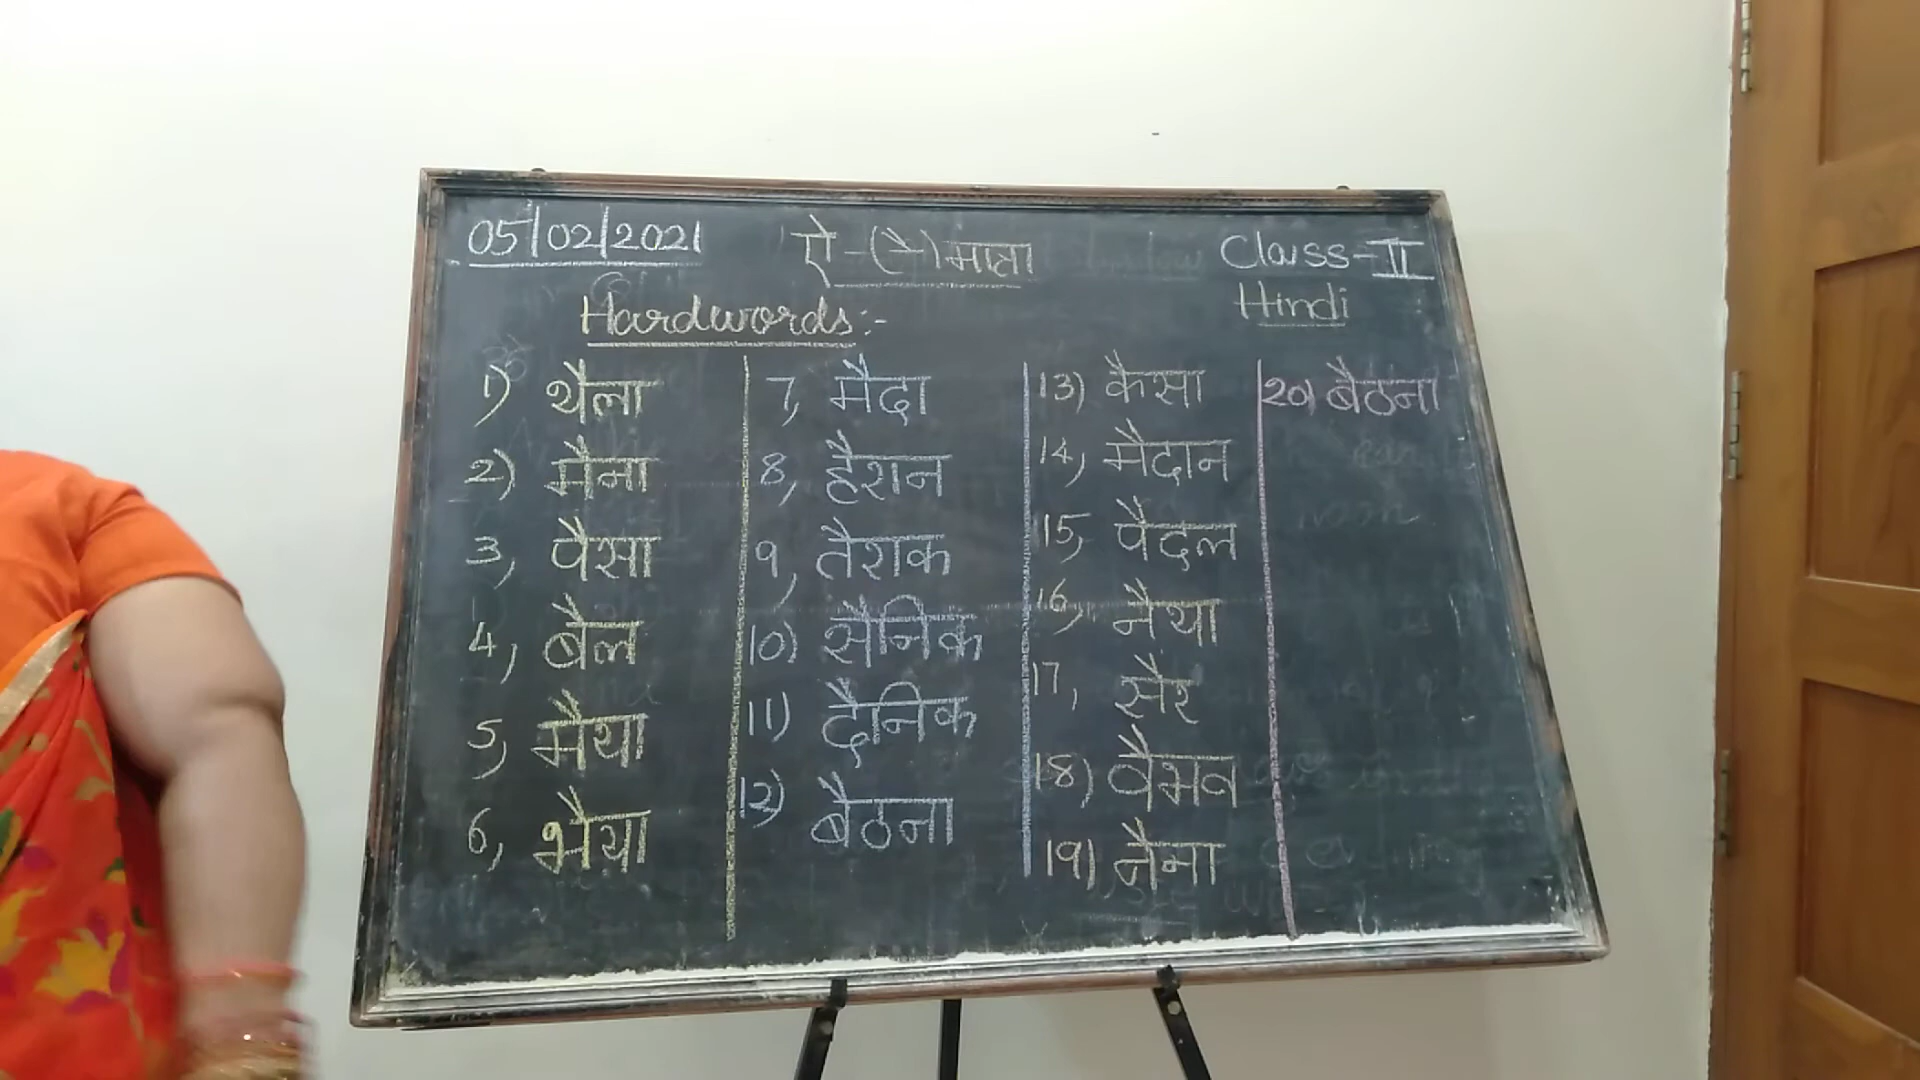 05/02/2021
ऐ-(ै) मात्रा
Class-II
Hindi
Hardwords:-
1) थैला
2) मैना
3, पैसा
4, बैल
5, मैया
6, भैया
7, मैदा
8, हैरान
9, तैराक
10) सैनिक
11) दैनिक
12) बैठना
13) कैसा
14, मैदान
15, पैदल
16, नैया
17, सैर
18) वैभव
19) नैना
20) बैठना